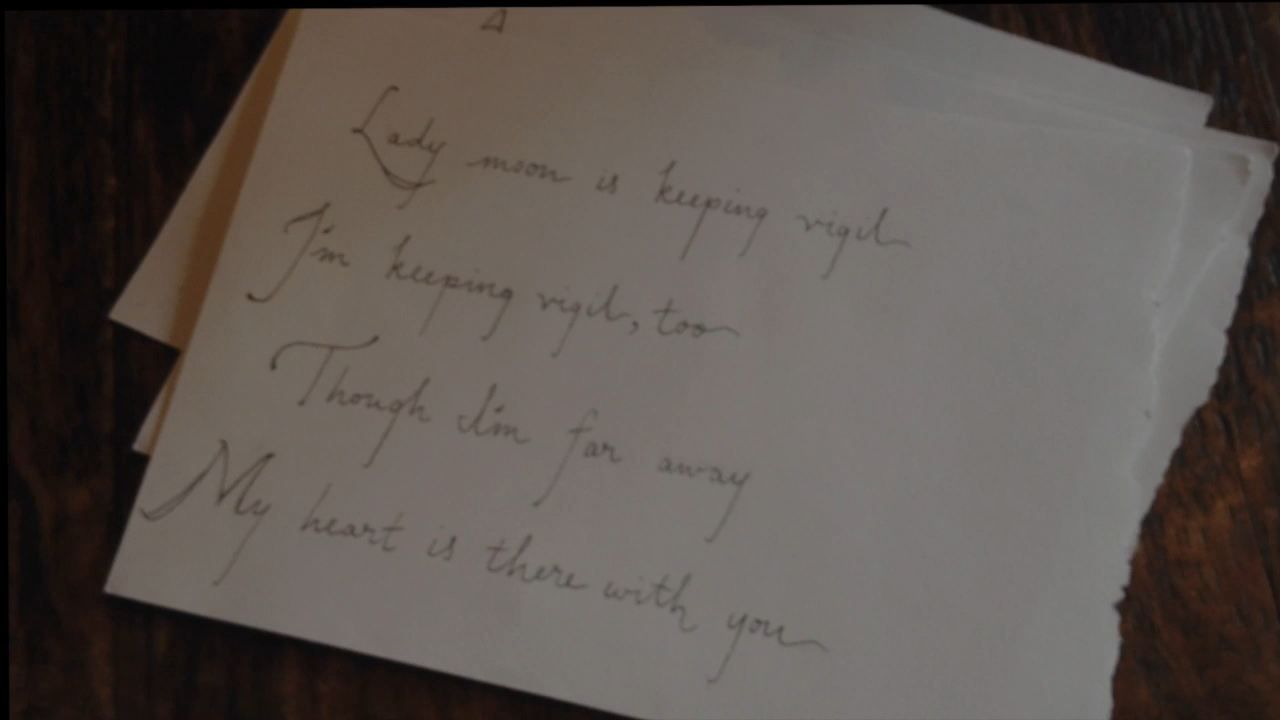 Lady moon is keeping vigil
I'm keeping vigil, too
Though I'm far away
My heart is there with you